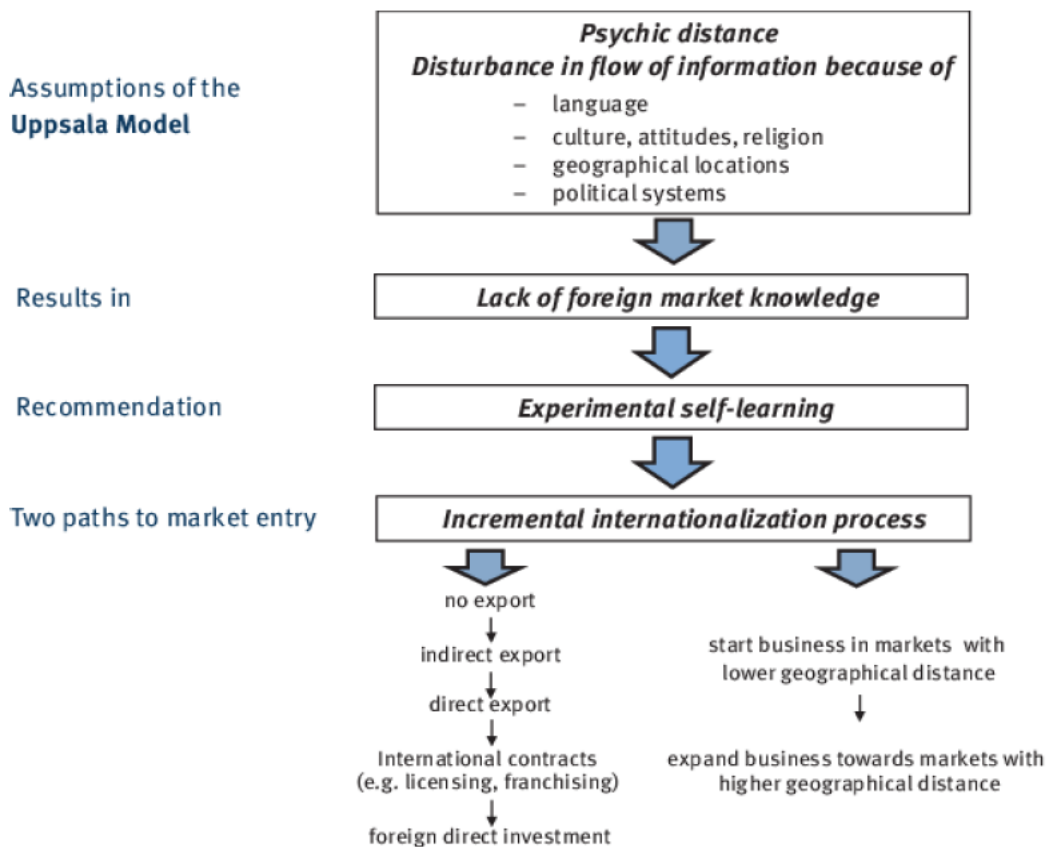 Psychic distance
Disturbance in flow of information because of
Assumptions of the
Uppsala Model
– language
– culture, attitudes, religion
– geographical locations
– political systems
Results in
Lack of foreign market knowledge
Recommendation
Experimental self-learning
Two paths to market entry
Incremental internationalization process
no export
indirect export
direct export
International contracts
(e.g. licensing, franchising)
foreign direct investment
start business in markets with
lower geographical distance
expand business towards markets with
higher geographical distance